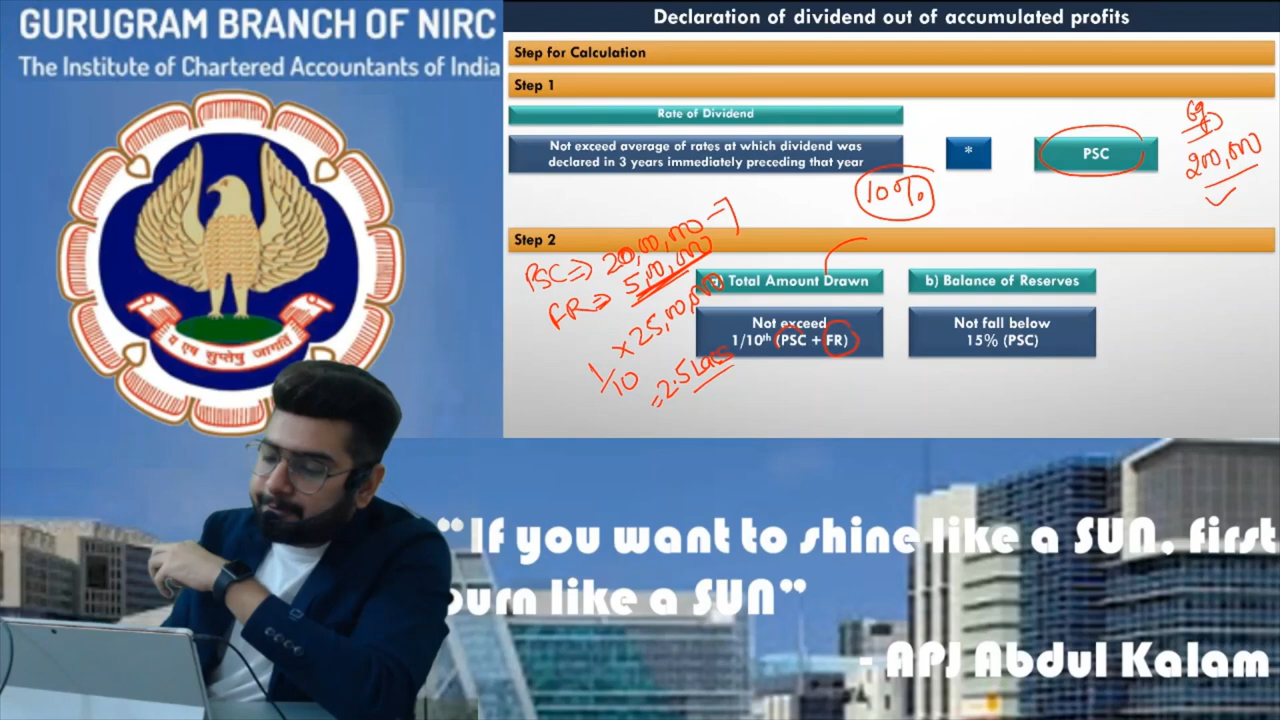 GURUGRAM BRANCH OF NIRC
The Institute of Chartered Accountants of India
य एष सुप्तेषु जागर्ति
Declaration of dividend out of accumulated profits
Step for Calculation
Step 1
Rate of Dividend
Not exceed average of rates at which dividend was
declared in 3 years immediately preceding that year
*
PSC
200,000
10%
Step 2
PSC => 20,00,000
FR => 5,00,000
1/10 × 25,00,000
= 2.5 Lacs
Total Amount Drawn
Not exceed
1/10th (PSC + FR)
b) Balance of Reserves
Not fall below
15% (PSC)
“If you want to shine like a SUN, first
burn like a SUN”
- APJ Abdul Kalam